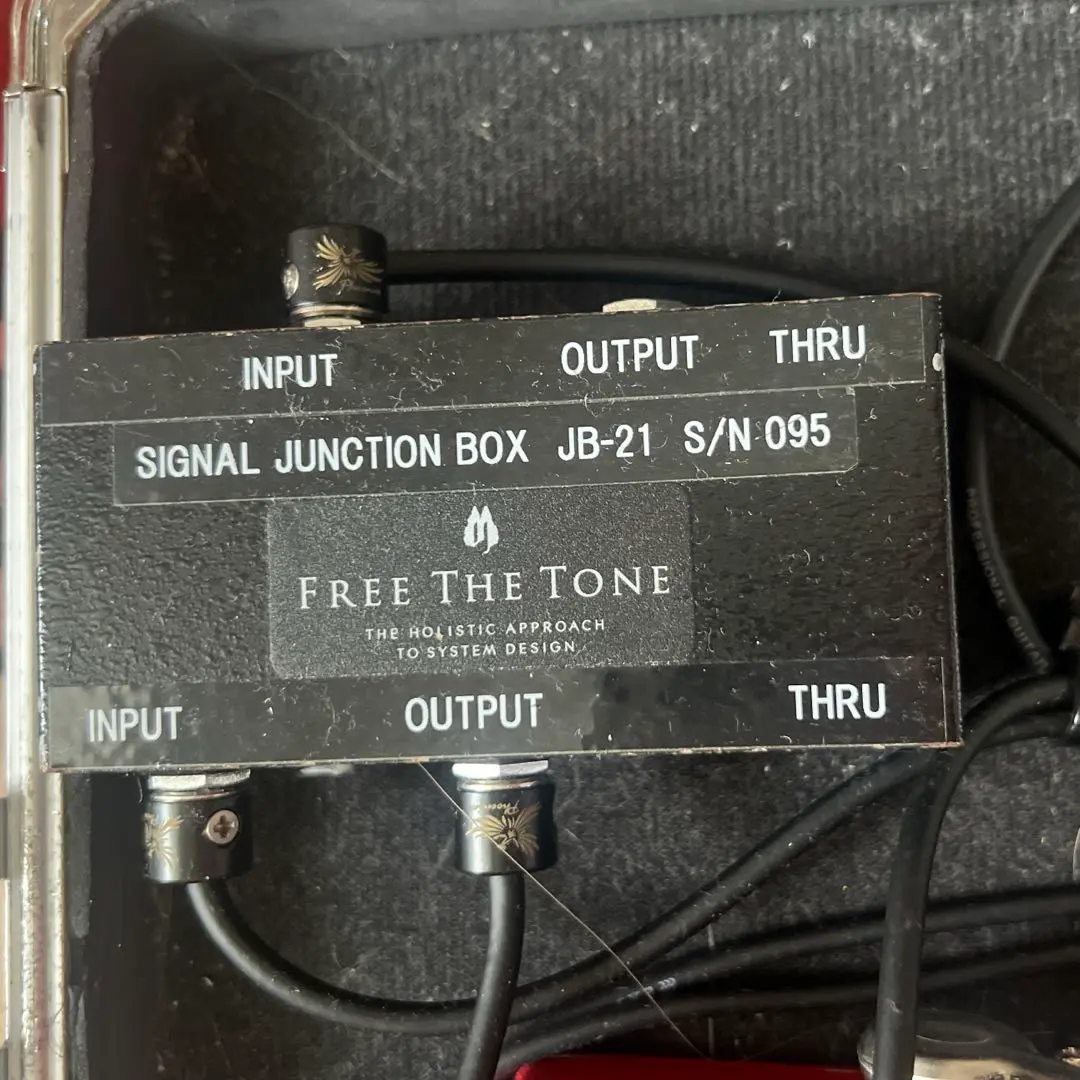 INPUT OUTPUT THRU
SIGNAL JUNCTION BOX JB-21 S/N 095
FREE THE TONE
THE HOLISTIC APPROACH
TO SYSTEM DESIGN
INPUT OUTPUT THRU
PROFESSIONAL